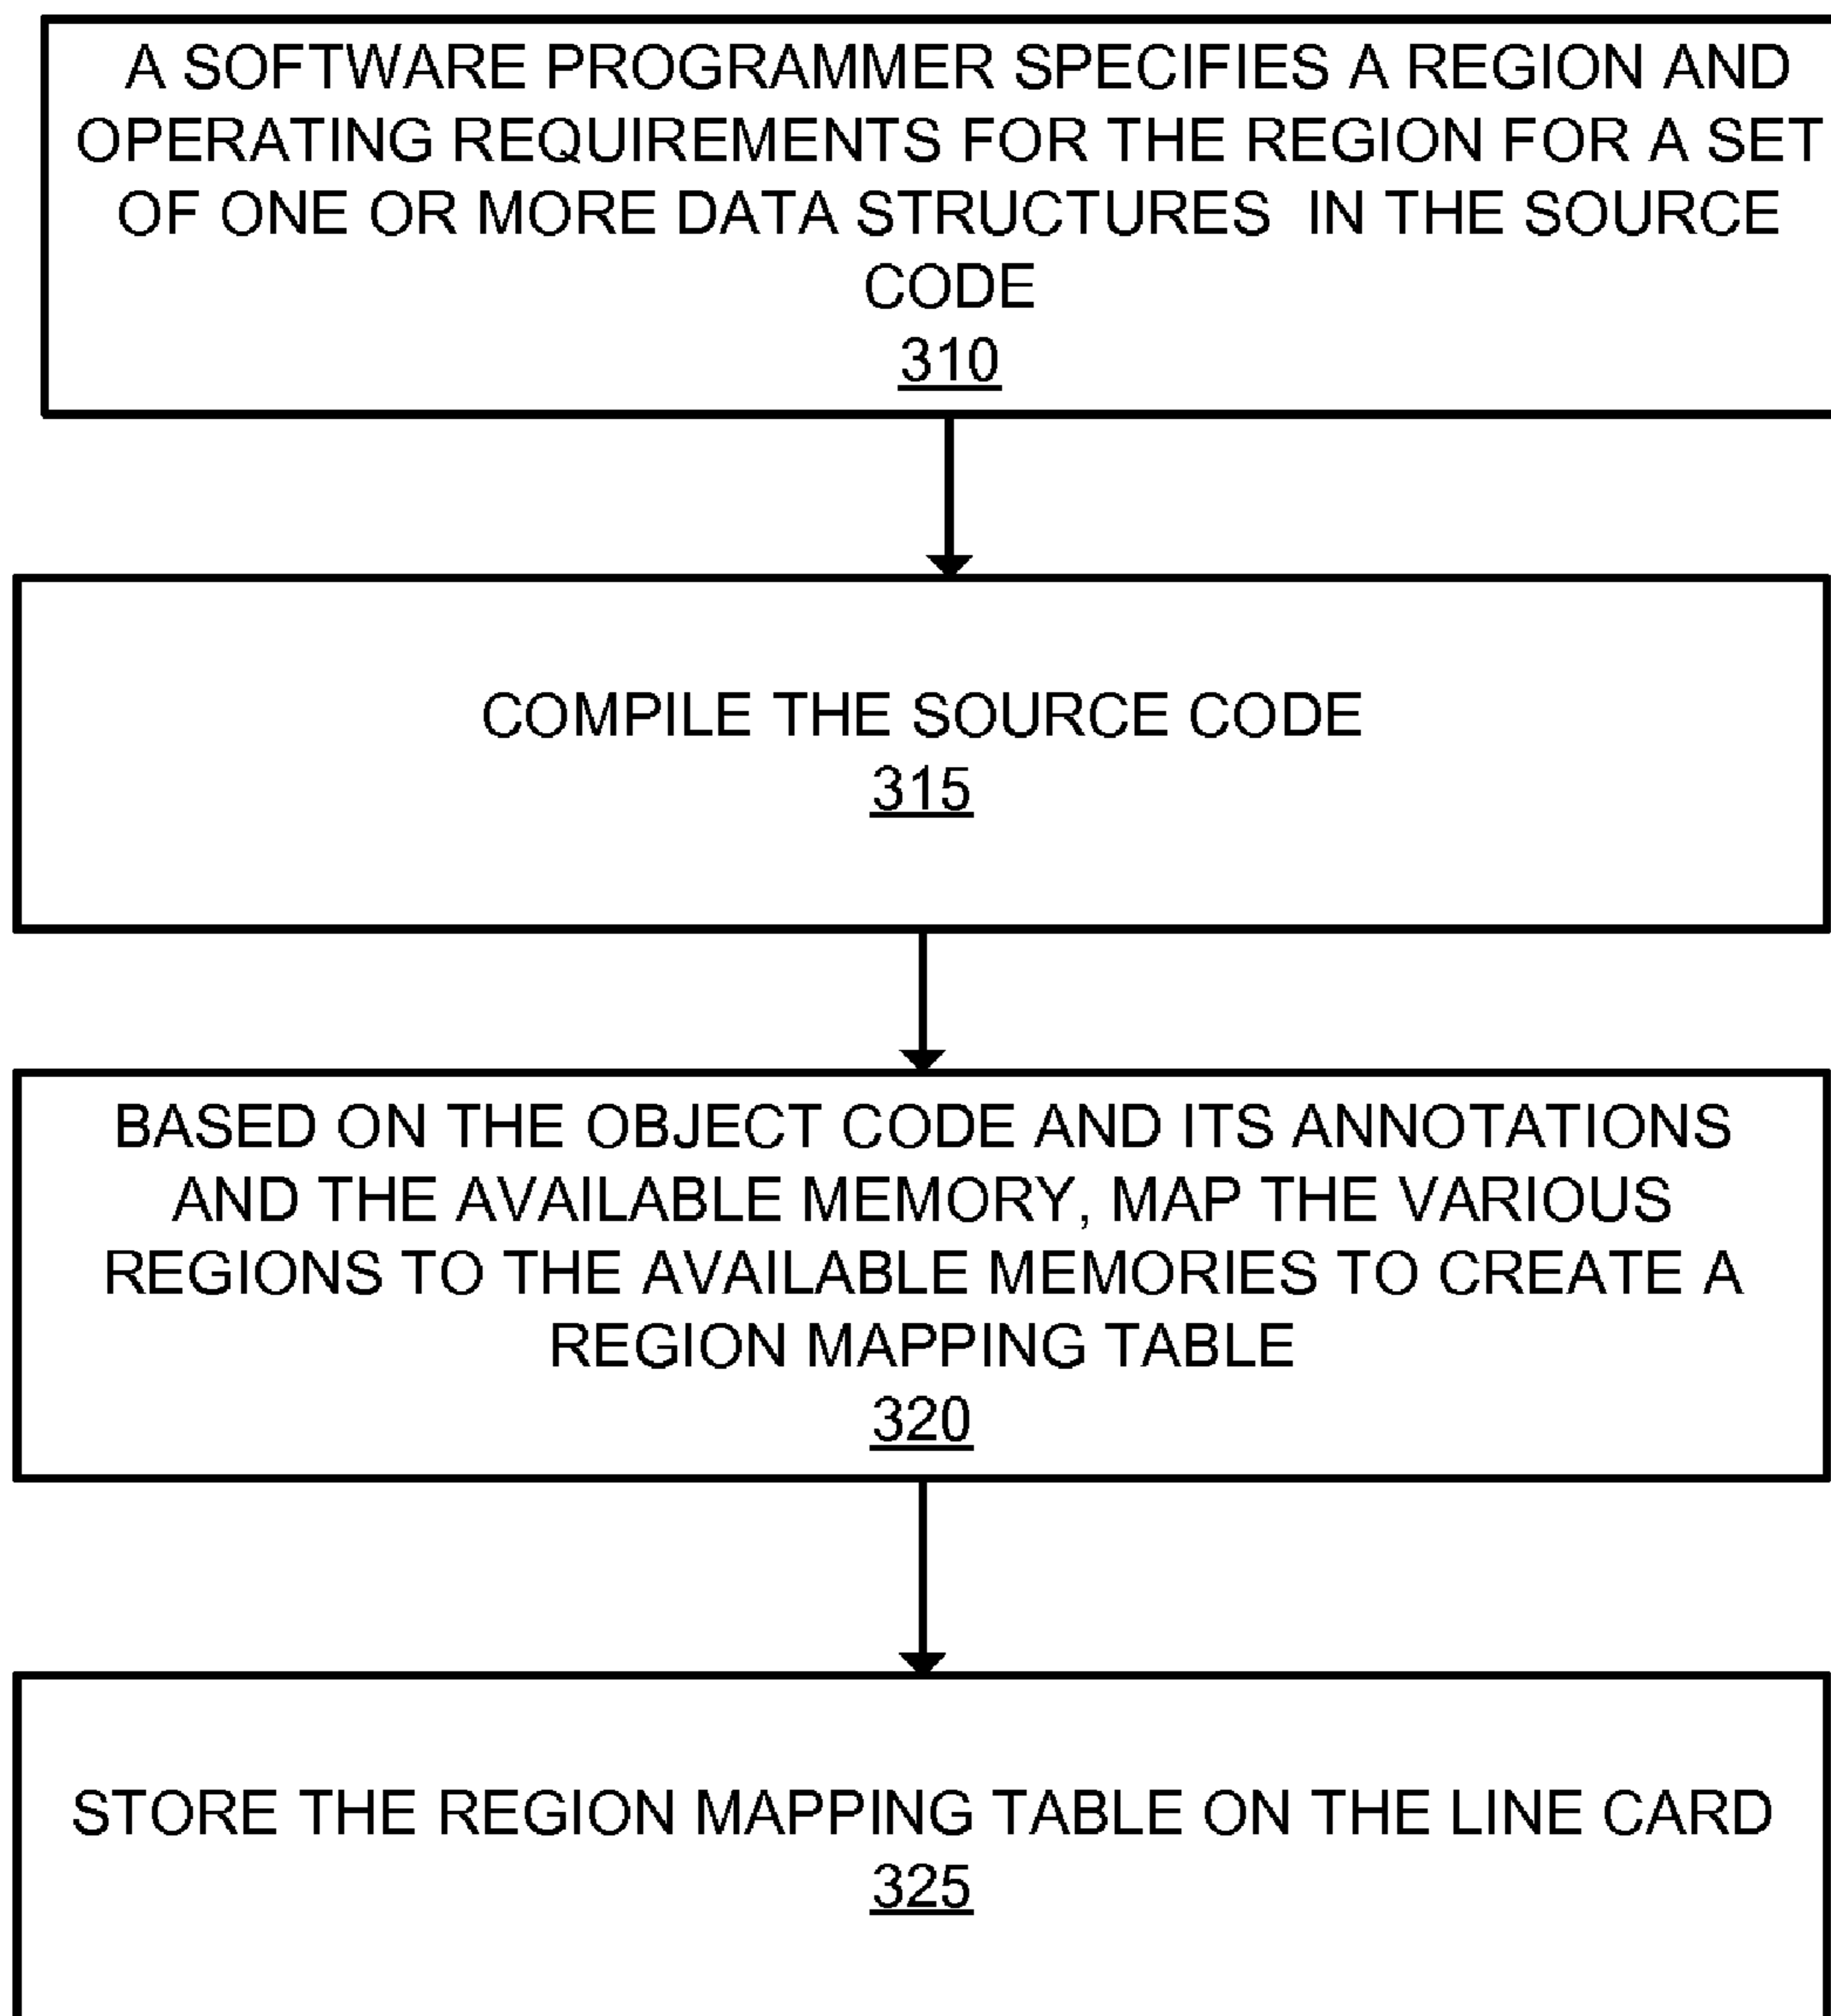 A SOFTWARE PROGRAMMER SPECIFIES A REGION AND
OPERATING REQUIREMENTS FOR THE REGION FOR A SET
OF ONE OR MORE DATA STRUCTURES IN THE SOURCE
CODE
310
COMPILE THE SOURCE CODE
315
BASED ON THE OBJECT CODE AND ITS ANNOTATIONS
AND THE AVAILABLE MEMORY, MAP THE VARIOUS
REGIONS TO THE AVAILABLE MEMORIES TO CREATE A
REGION MAPPING TABLE
320
STORE THE REGION MAPPING TABLE ON THE LINE CARD
325